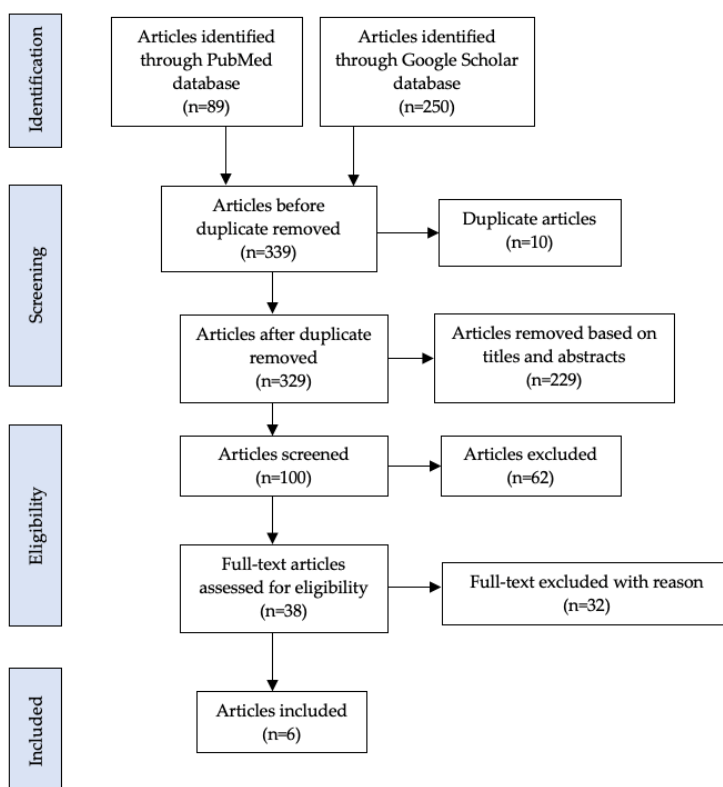 Identification
Articles identified
through PubMed
database
(n=89)
Articles identified
through Google Scholar
database
(n=250)
Screening
Articles before
duplicate removed
(n=339)
Duplicate articles
(n=10)
Articles after duplicate
removed
(n=329)
Articles removed based on
titles and abstracts
(n=229)
Eligibility
Articles screened
(n=100)
Articles excluded
(n=62)
Full-text articles
assessed for eligibility
(n=38)
Full-text excluded with reason
(n=32)
Included
Articles included
(n=6)